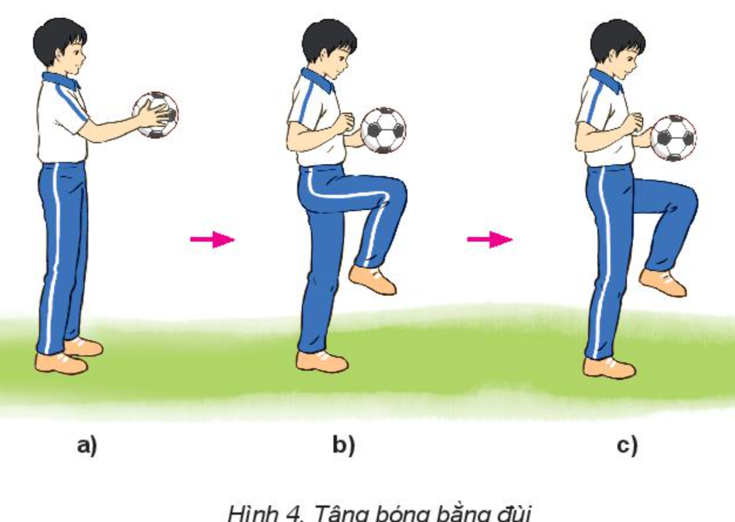 a) b) c)
Hình 4. Tâng bóng bằng đùi